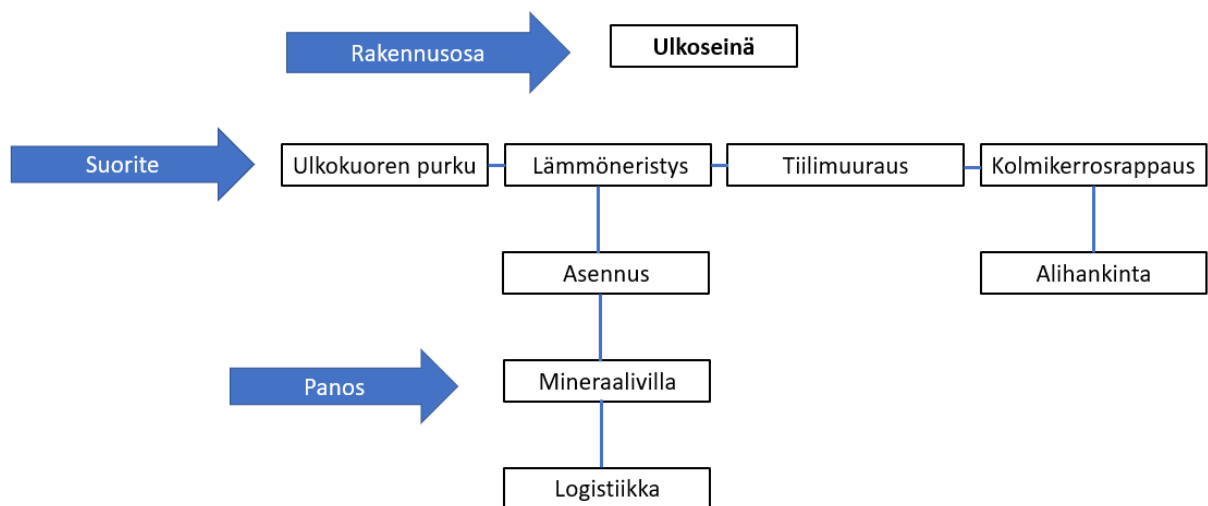 Rakennusosa
Ulkoseinä
Suorite
Ulkokuoren purku
Lämmöneristys
Tiilimuuraus
Kolmikerrosrappaus
Asennus
Alihankinta
Panos
Mineraalivilla
Logistiikka